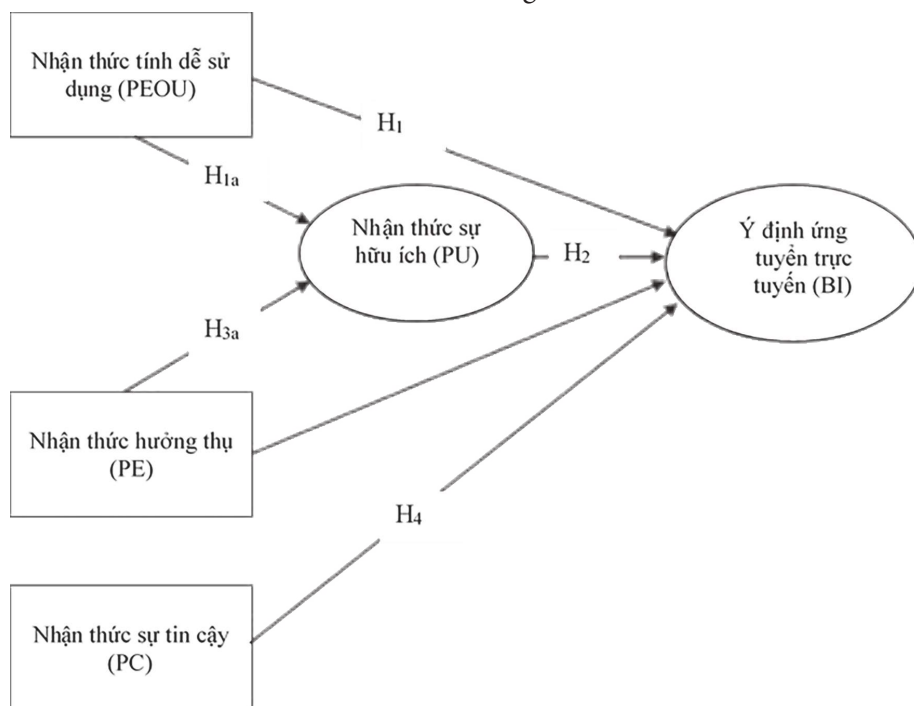 Nhận thức tính dễ sử
dụng (PEOU)
H1
H1a
Nhận thức sự
hữu ích (PU)
H2
Ý định ứng
tuyển trực
tuyến (BI)
H3a
Nhận thức hưởng thụ
(PE)
H4
Nhận thức sự tin cậy
(PC)